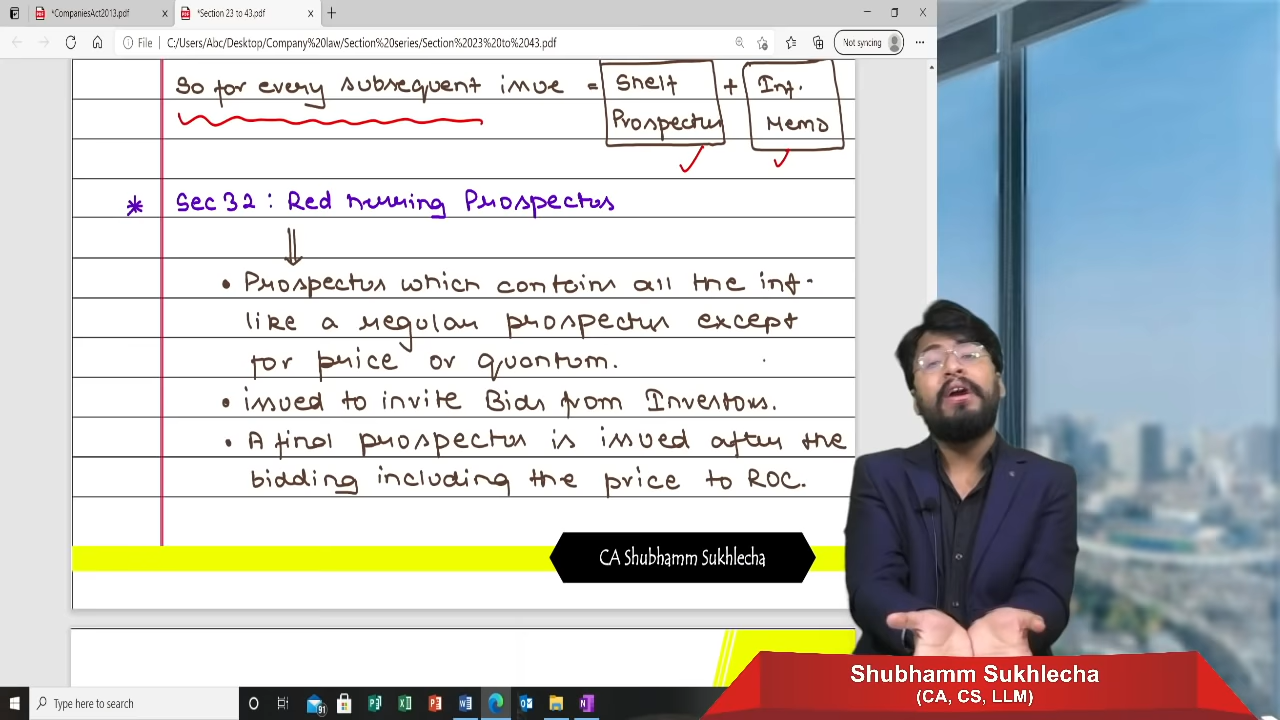 *CompaniesAct2013.pdf
*Section 23 to 43.pdf
File
C:/Users/Abc/Desktop/Company%20law/Section%20series/Section%2023%20to%2043.pdf
Not syncing
So for every subsequent issue = Shelf Prospectus + Inf. Memo
* Sec 32: Red herring Prospectus
• Prospectus which contains all the inf-
like a regular prospectus except
for price or quantum.
• issued to invite Bids from Investors.
• A final prospectus is issued after the
bidding including the price to ROC.
CA Shubhamm Sukhlecha
Shubhamm Sukhlecha
(CA, CS, LLM)
Type here to search
91